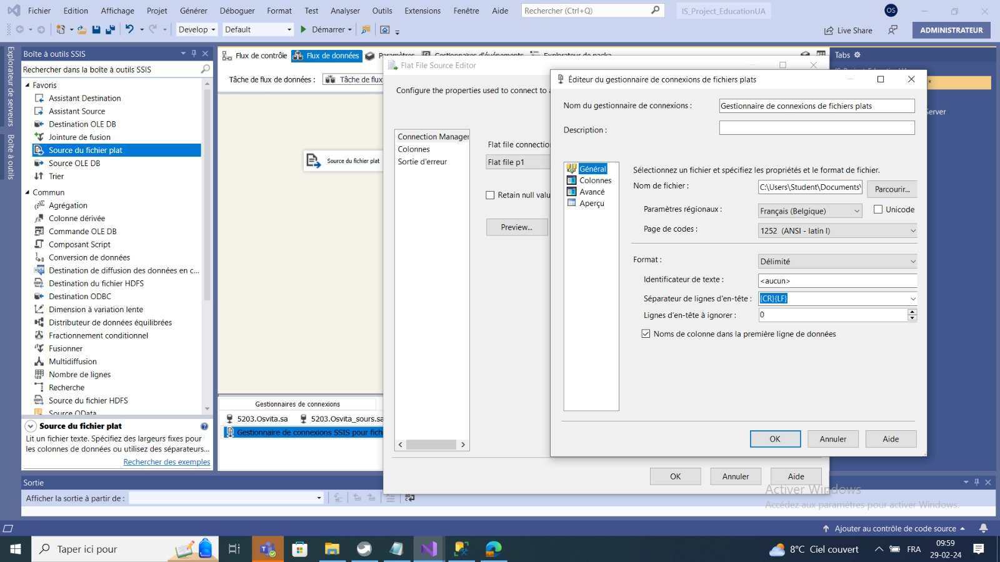 Fichier Edition Affichage Projet Générer Déboguer Format Test Analyser Outils Extensions Fenêtre Aide Rechercher (Ctrl+Q) IS_Project_EducationUA OS
Develop Default Démarrer Live Share ADMINISTRATEUR
Explorateur de serveurs
Boîte à outils
Boîte à outils SSIS
Rechercher dans la boîte à outils SSIS
Favoris
Assistant Destination
Assistant Source
Destination OLE DB
Jointure de fusion
Source du fichier plat
Source OLE DB
Trier
Commun
Agrégation
Colonne dérivée
Commande OLE DB
Composant Script
Conversion de données
Destination de diffusion des données en c...
Destination du fichier HDFS
Destination ODBC
Dimension à variation lente
Distributeur de données équilibrées
Fractionnement conditionnel
Fusionner
Multidiffusion
Nombre de lignes
Recherche
Source du fichier HDFS
Source OData
Source du fichier plat
Lit un fichier texte. Spécifiez des largeurs fixes pour
les colonnes de données ou utilisez des séparateurs...
Rechercher des exemples
Flux de contrôle Flux de données Paramètres Gestionnaires d'événements Explorateur de packa
Tâche de flux de données : Tâche de flux
Source du fichier plat
Gestionnaires de connexions
5203.Osvita.sa 5203.Osvita_sours.sa
Gestionnaire de connexions SSIS pour fich
Flat File Source Editor
Configure the properties used to connect to a
Connection Manager
Colonnes
Sortie d'erreur
Flat file connectio
Flat file p1
Retain null valu
Preview...
OK Annuler Aide
Éditeur du gestionnaire de connexions de fichiers plats
Nom du gestionnaire de connexions : Gestionnaire de connexions de fichiers plats
Description :
Général
Colonnes
Avancé
Aperçu
Sélectionnez un fichier et spécifiez les propriétés et le format de fichier.
Nom de fichier : C:\Users\Student\Documents\ Parcourir...
Paramètres régionaux : Français (Belgique) Unicode
Page de codes : 1252 (ANSI - latin I)
Format : Délimité
Identificateur de texte : <aucun>
Séparateur de lignes d'en-tête : {CR}{LF}
Lignes d'en-tête à ignorer : 0
Noms de colonne dans la première ligne de données
OK Annuler Aide
Tabs
Server
Sortie
Afficher la sortie à partir de :
Activer Windows
Accédez aux paramètres pour activer Windows.
Ajouter au contrôle de code source
Taper ici pour
8°C Ciel couvert FRA 09:59
29-02-24